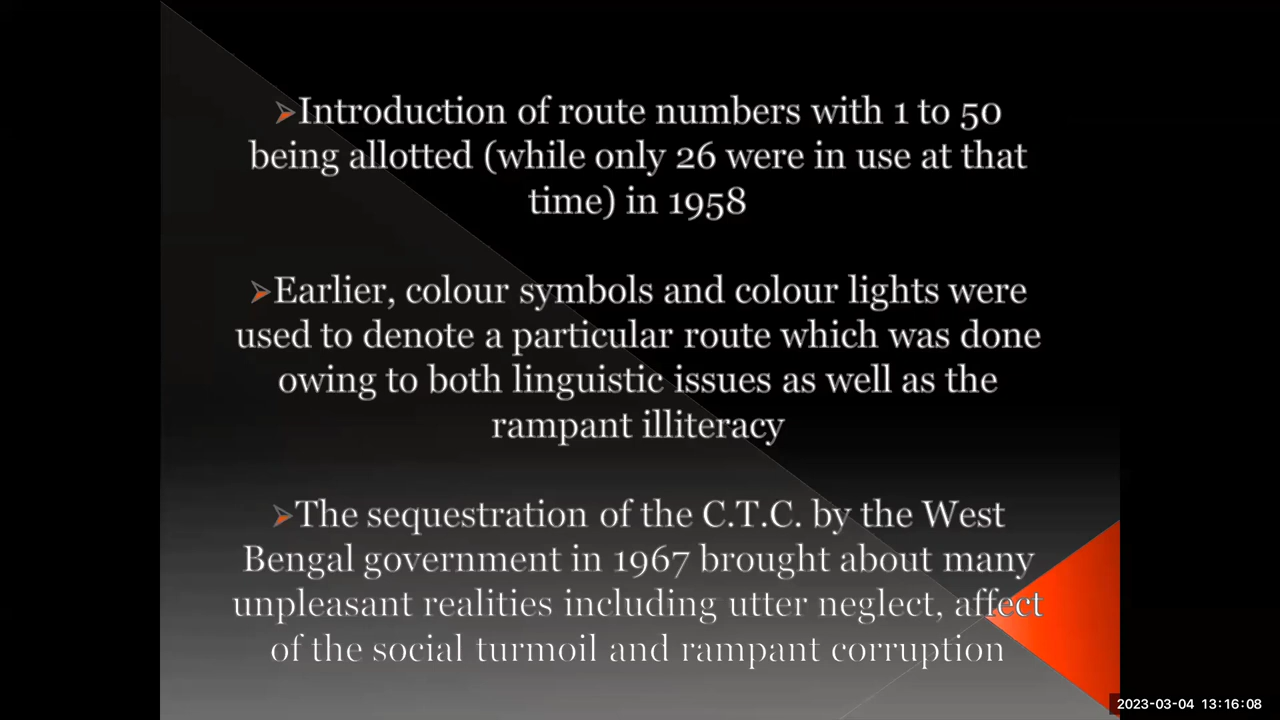 ➢Introduction of route numbers with 1 to 50
being allotted (while only 26 were in use at that
time) in 1958
➢Earlier, colour symbols and colour lights were
used to denote a particular route which was done
owing to both linguistic issues as well as the
rampant illiteracy
➢The sequestration of the C.T.C. by the West
Bengal government in 1967 brought about many
unpleasant realities including utter neglect, affect
of the social turmoil and rampant corruption
2023-03-04 13:16:08